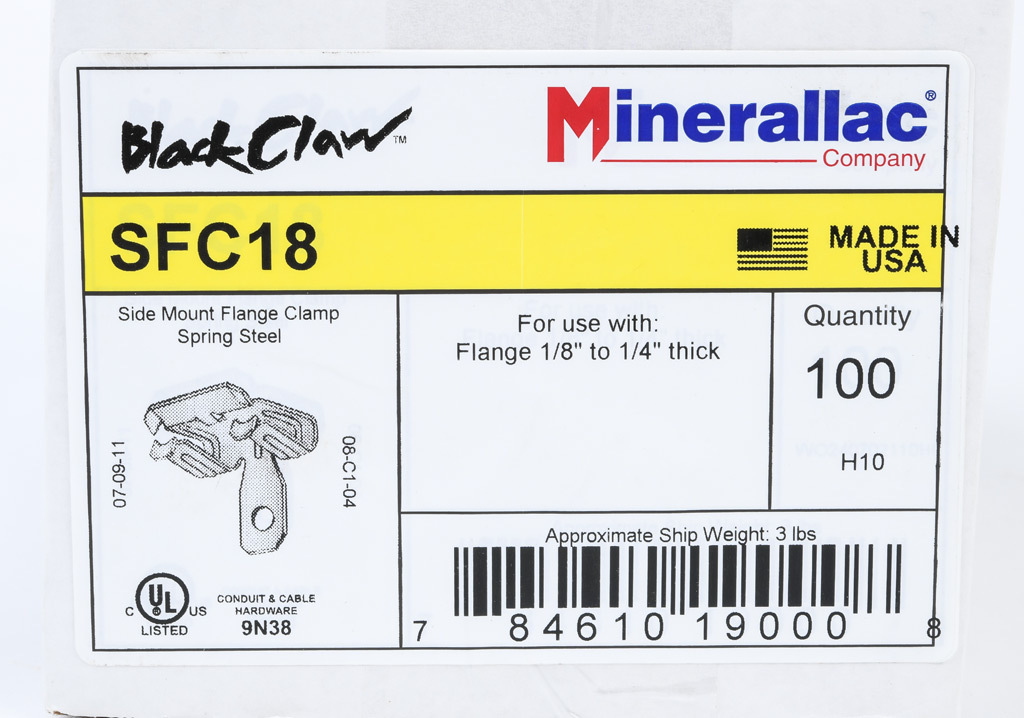 Black Claw™
Minerallac®
Company
SFC18
MADE IN
USA
Side Mount Flange Clamp
Spring Steel
07-09-11
08-C1-04
C UL® US
LISTED
CONDUIT & CABLE
HARDWARE
9N38
For use with:
Flange 1/8" to 1/4" thick
Quantity
100
H10
Approximate Ship Weight: 3 lbs
7 84610 19000 8